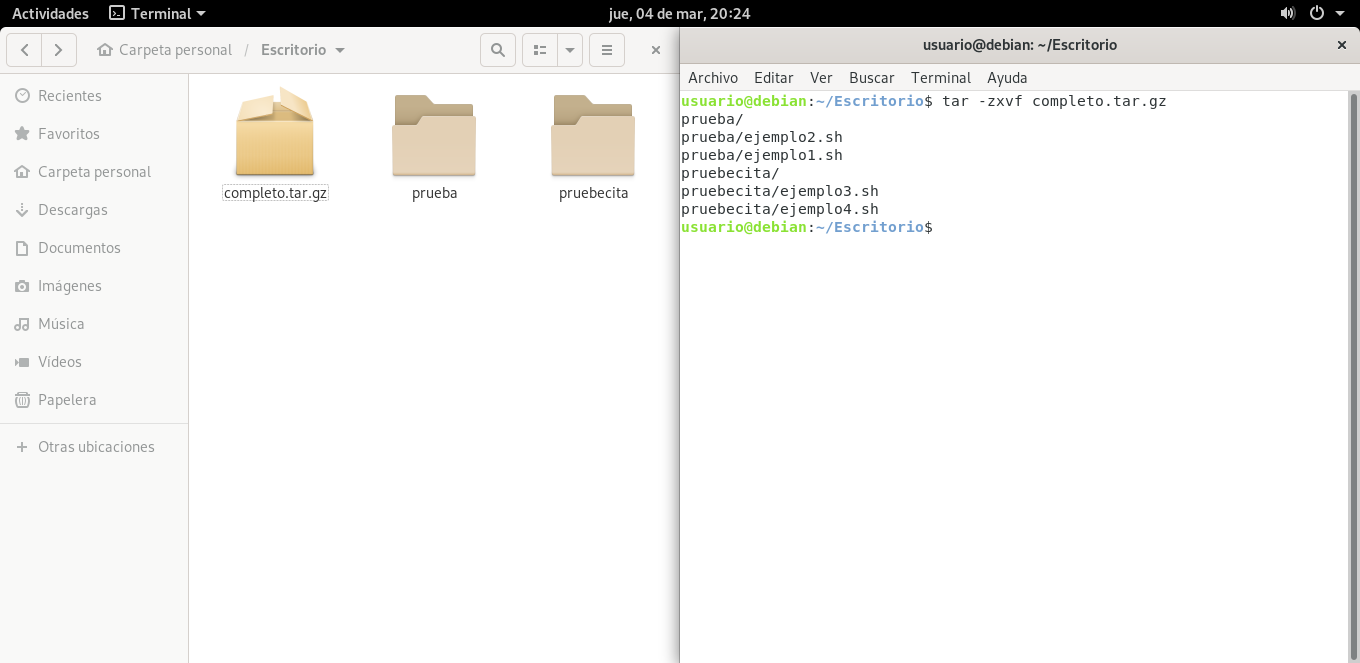 Actividades Terminal jue, 04 de mar, 20:24
Carpeta personal / Escritorio
Recientes
Favoritos
Carpeta personal
Descargas
Documentos
Imágenes
Música
Vídeos
Papelera
Otras ubicaciones
completo.tar.gz prueba pruebecita
usuario@debian: ~/Escritorio
Archivo Editar Ver Buscar Terminal Ayuda
usuario@debian:~/Escritorio$ tar -zxvf completo.tar.gz
prueba/
prueba/ejemplo2.sh
prueba/ejemplo1.sh
pruebecita/
pruebecita/ejemplo3.sh
pruebecita/ejemplo4.sh
usuario@debian:~/Escritorio$